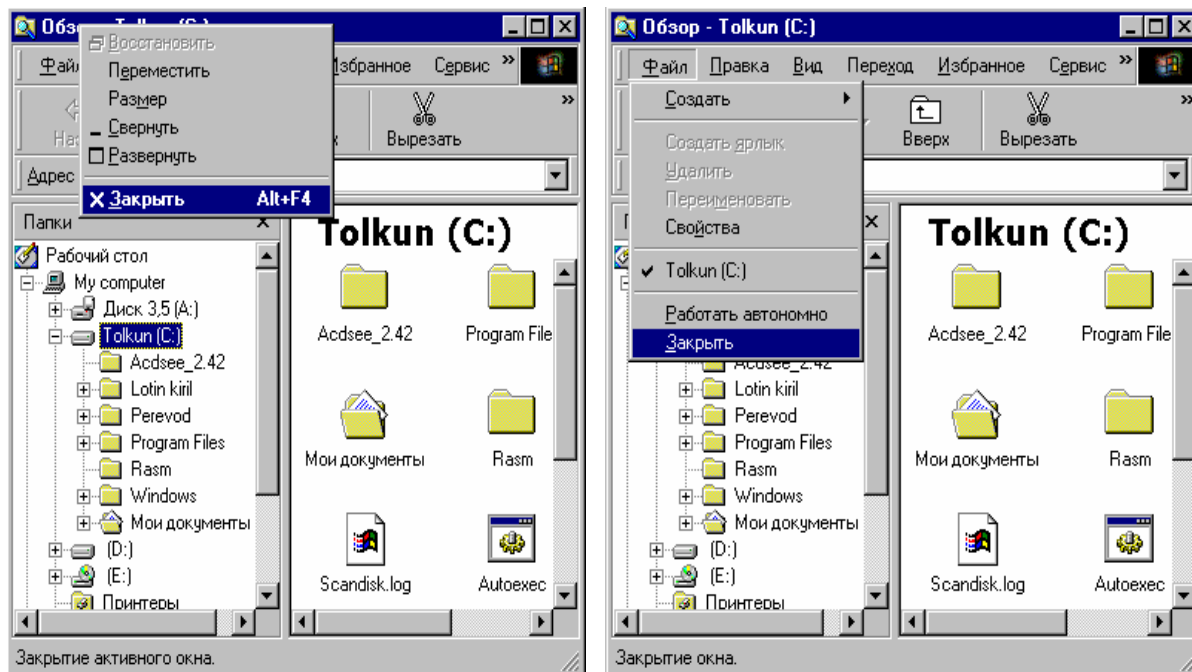 Обзор - Tolkun (C:)
Восстановить
Переместить
Размер
Свернуть
Развернуть
Закрыть Alt+F4
Избранное Сервис »
Вырезать »
Адрес
Папки ×
Рабочий стол
My computer
Диск 3,5 (A:)
Tolkun (C:)
Acdsee_2.42
Lotin kiril
Perevod
Program Files
Rasm
Windows
Мои документы
(D:)
(E:)
Принтеры
Tolkun (C:)
Acdsee_2.42 Program File
Мои документы Rasm
Scandisk.log Autoexec
Закрытие активного окна.
Обзор - Tolkun (C:)
Файл Правка Вид Переход Избранное Сервис »
Вверх Вырезать »
Создать
Создать ярлык
Удалить
Переименовать
Свойства
Tolkun (C:)
Работать автономно
Закрыть
Acdsee_2.42
Lotin kiril
Perevod
Program Files
Rasm
Windows
Мои документы
(D:)
(E:)
Принтеры
Tolkun (C:)
Acdsee_2.42 Program File
Мои документы Rasm
Scandisk.log Autoexec
Закрытие окна.